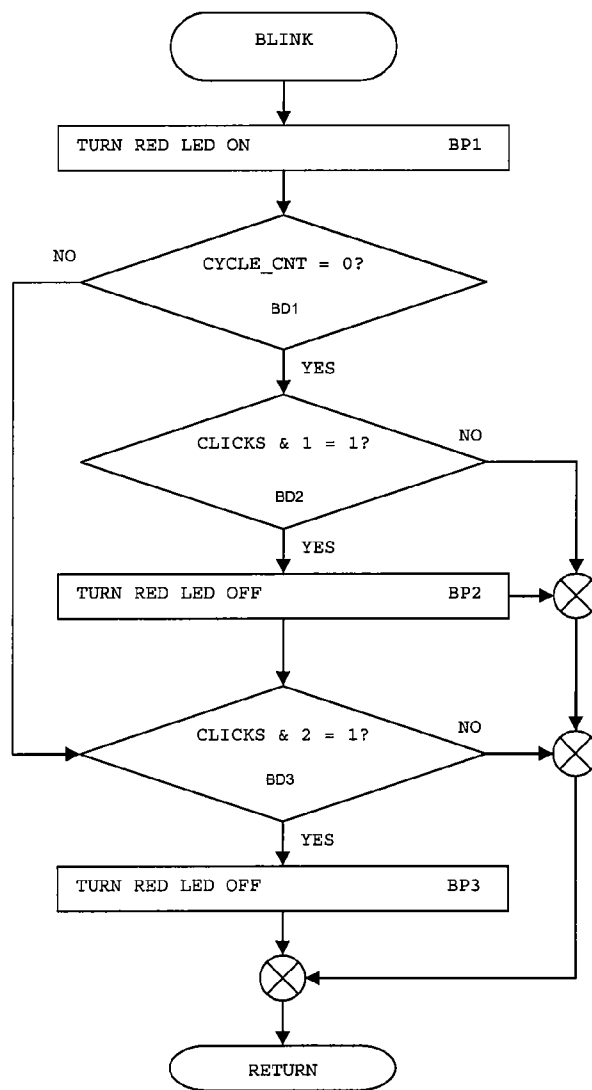 BLINK
TURN RED LED ON BP1
NO
CYCLE_CNT = 0?
BD1
YES
CLICKS & 1 = 1?
NO
BD2
YES
TURN RED LED OFF BP2
CLICKS & 2 = 1?
NO
BD3
YES
TURN RED LED OFF BP3
RETURN